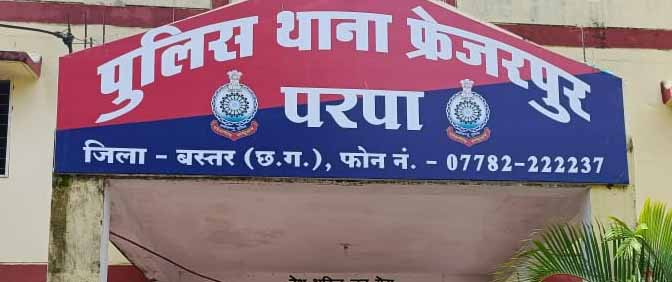 पुलिस थाना फ्रेजरपुर
परपा
जिला - बस्तर (छ.ग.), फोन नं. - 07782-222237